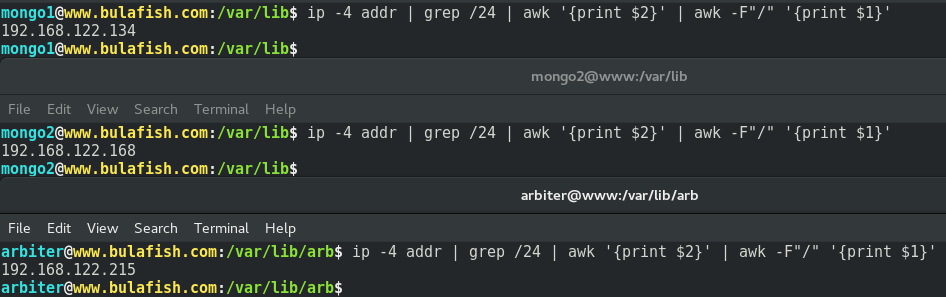 mongo1@www.bulafish.com:/var/lib$ ip -4 addr | grep /24 | awk '{print $2}' | awk -F"/" '{print $1}'
192.168.122.134
mongo1@www.bulafish.com:/var/lib$
mongo2@www:/var/lib
File Edit View Search Terminal Help
mongo2@www.bulafish.com:/var/lib$ ip -4 addr | grep /24 | awk '{print $2}' | awk -F"/" '{print $1}'
192.168.122.168
mongo2@www.bulafish.com:/var/lib$
arbiter@www:/var/lib/arb
File Edit View Search Terminal Help
arbiter@www.bulafish.com:/var/lib/arb$ ip -4 addr | grep /24 | awk '{print $2}' | awk -F"/" '{print $1}'
192.168.122.215
arbiter@www.bulafish.com:/var/lib/arb$